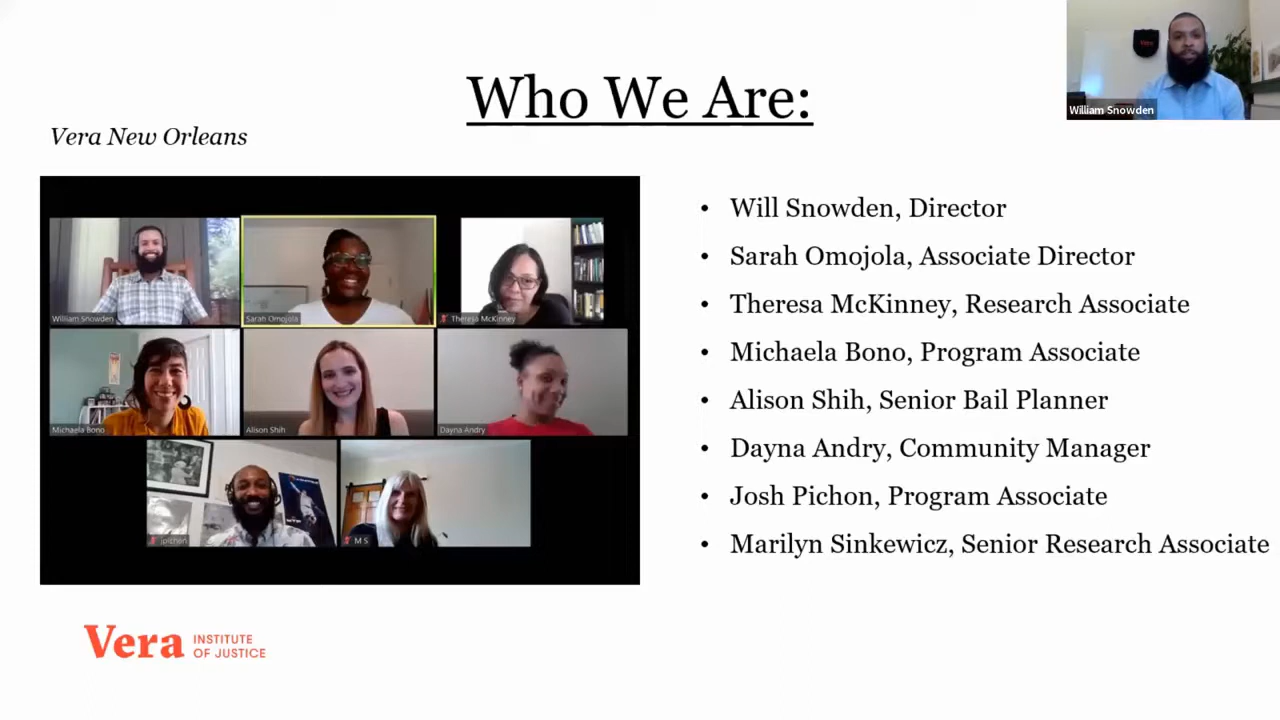 William Snowden
Who We Are:
Vera New Orleans
William Snowden
Sarah Omojola
Theresa McKinney
Michaela Bono
Alison Shih
Dayna Andry
jpichon
M S
• Will Snowden, Director
• Sarah Omojola, Associate Director
• Theresa McKinney, Research Associate
• Michaela Bono, Program Associate
• Alison Shih, Senior Bail Planner
• Dayna Andry, Community Manager
• Josh Pichon, Program Associate
• Marilyn Sinkewicz, Senior Research Associate
Vera INSTITUTE
OF JUSTICE